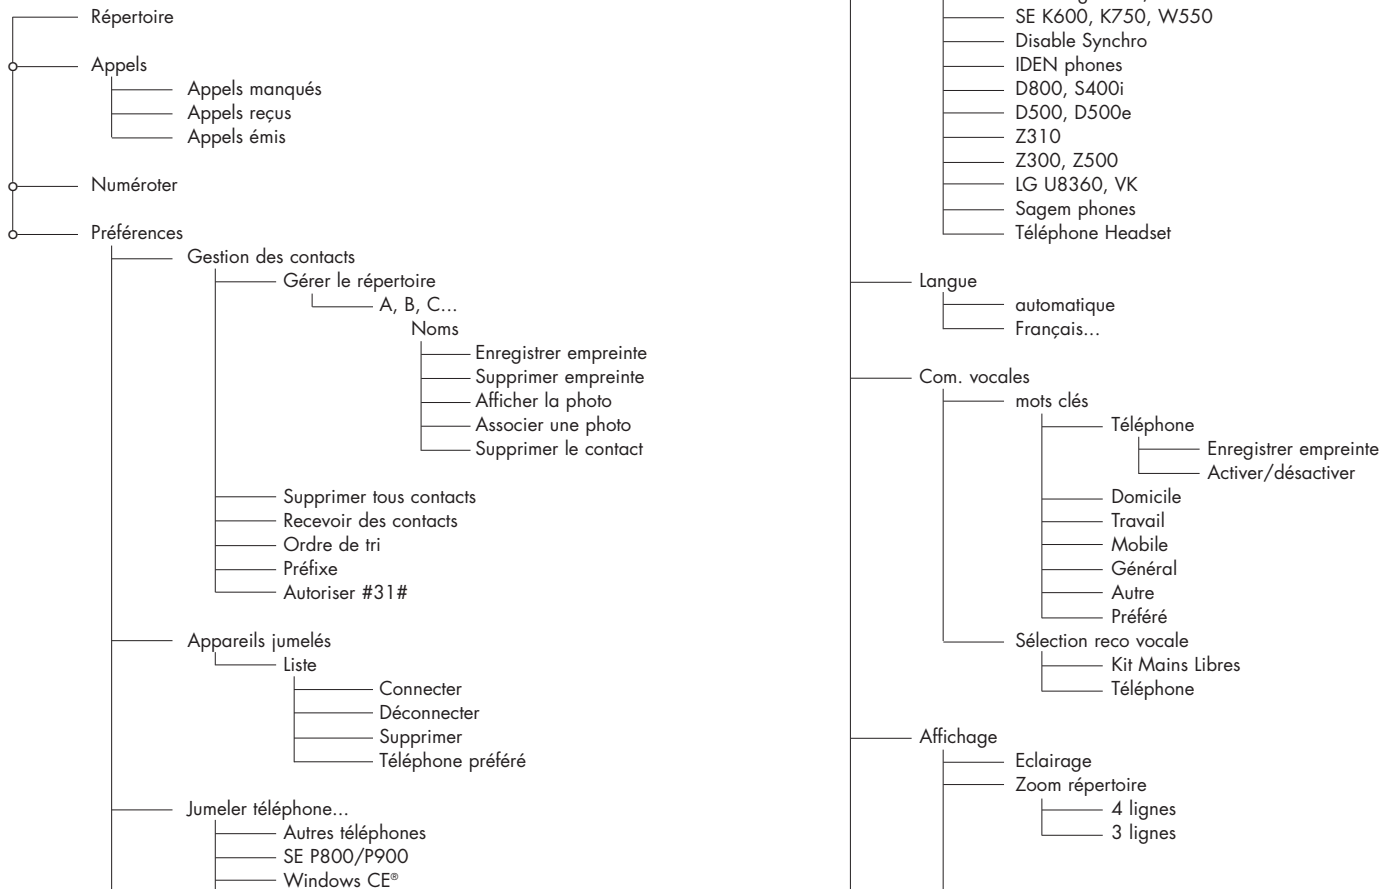 Répertoire
Appels
Appels manqués
Appels reçus
Appels émis
Numéroter
Préférences
Gestion des contacts
Gérer le répertoire
A, B, C...
Noms
Enregistrer empreinte
Supprimer empreinte
Afficher la photo
Associer une photo
Supprimer le contact
Supprimer tous contacts
Recevoir des contacts
Ordre de tri
Préfixe
Autoriser #31#
Appareils jumelés
Liste
Connecter
Déconnecter
Supprimer
Téléphone préféré
Jumeler téléphone...
Autres téléphones
SE P800/P900
Windows CE®
SE K600, K750, W550
Disable Synchro
IDEN phones
D800, S400i
D500, D500e
Z310
Z300, Z500
LG U8360, VK
Sagem phones
Téléphone Headset
Langue
automatique
Français...
Com. vocales
mots clés
Téléphone
Enregistrer empreinte
Activer/désactiver
Domicile
Travail
Mobile
Général
Autre
Préféré
Sélection reco vocale
Kit Mains Libres
Téléphone
Affichage
Eclairage
Zoom répertoire
4 lignes
3 lignes